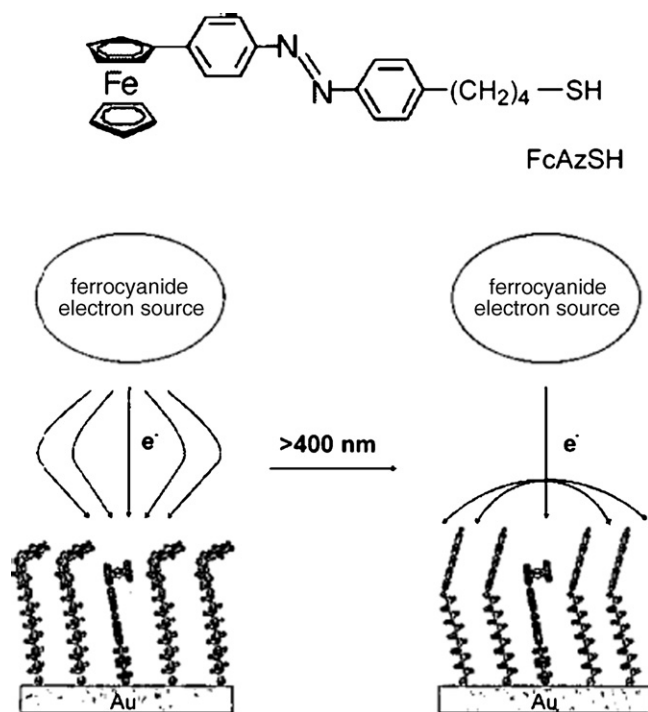 Fe
N
N
(CH2)4 —SH
FcAzSH
ferrocyanide
electron source
ferrocyanide
electron source
e-
>400 nm
e-
Au
Au